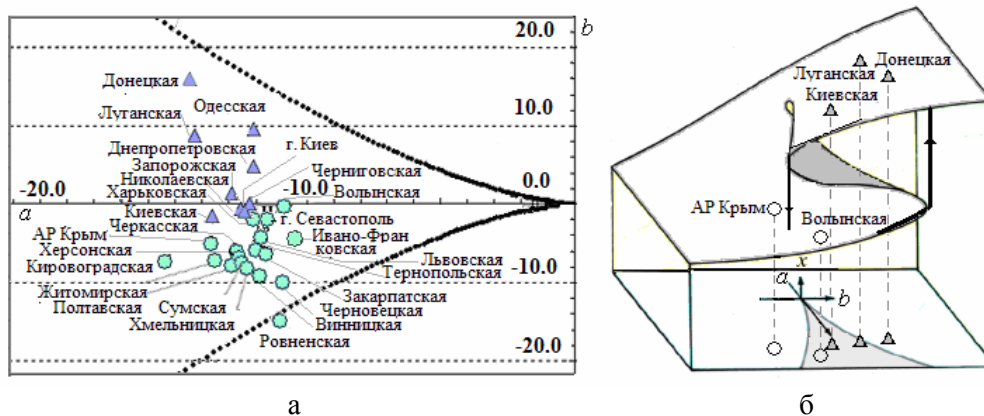 20.0
b
Донецкая
Луганская
Одесская
10.0
Днепропетровская
г. Киев
Запорожская
Николаевская
Черниговская
Харьковская
-20.0
-10.0
Волынская
0.0
a
Киевская
г. Севастополь
Черкасская
АР Крым
Ивано-Фран
ковская
Херсонская
Кировоградская
Львовская
Тернопольская
-10.0
Житомирская
Полтавская
Закарпатская
Сумская
Черновецкая
Хмельницкая
Винницкая
Ровненская
-20.0
а
Луганская
Донецкая
Киевская
АР Крым
Волынская
x
a
b
б